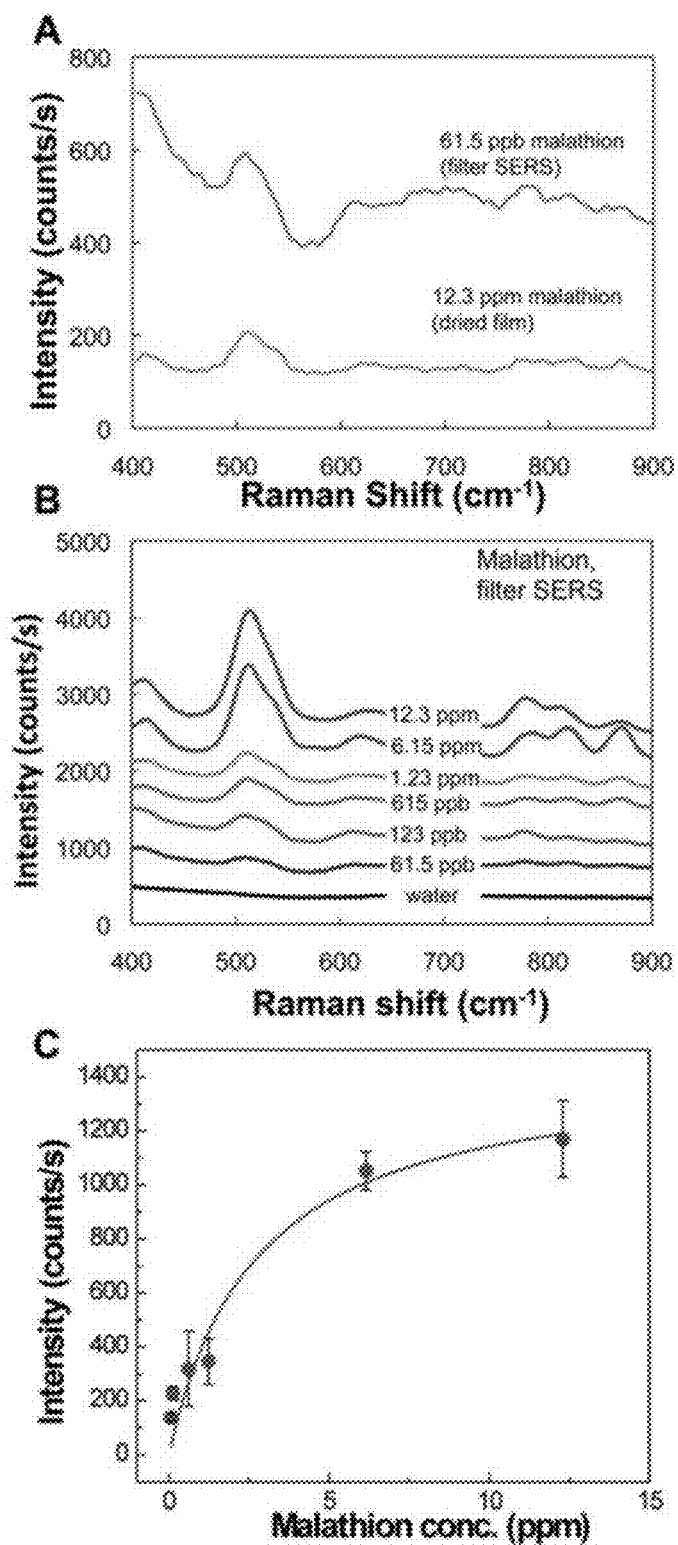 A
800
600
400
200
0
Intensity (counts/s)
61.5 ppb malathion
(filter SERS)
12.3 ppm malathion
(dried film)
400 500 600 700 800 900
Raman Shift (cm-1)
B
5000
4000
3000
2000
1000
0
Intensity (counts/s)
Malathion,
filter SERS
12.3 ppm
6.15 ppm
1.23 ppm
615 ppb
123 ppb
61.5 ppb
water
400 500 600 700 800 900
Raman shift (cm-1)
C
1400
1200
1000
800
600
400
200
0
Intensity (counts/s)
0 5 10 15
Malathion conc. (ppm)